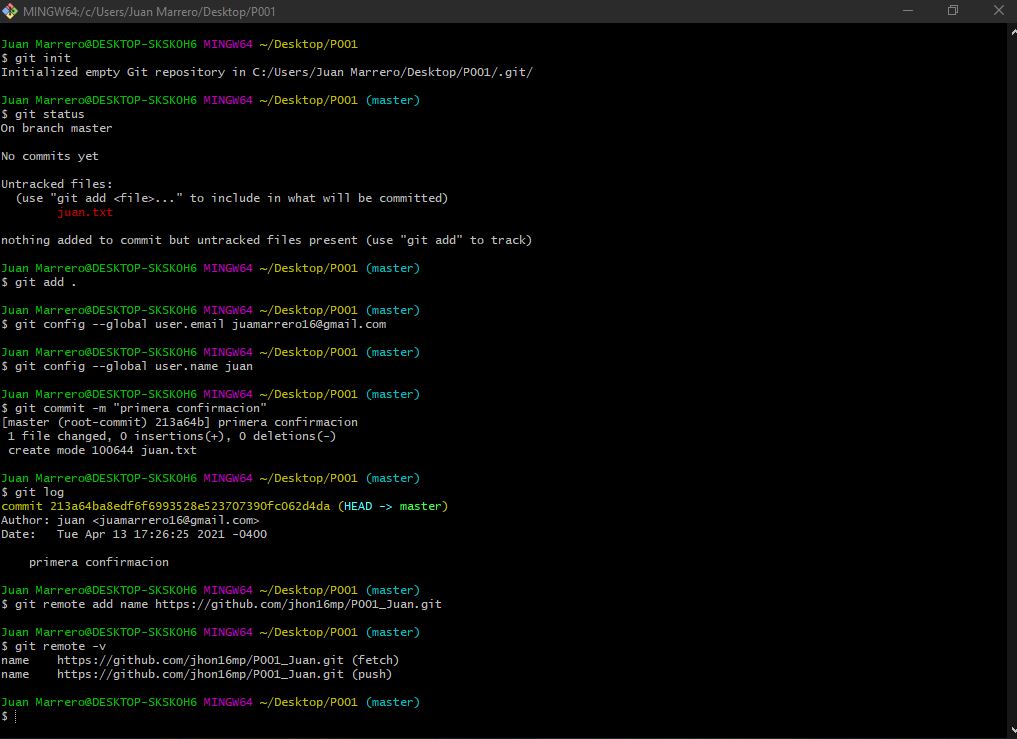 MINGW64:/c/Users/Juan Marrero/Desktop/P001
Juan Marrero@DESKTOP-SKSKOH6 MINGW64 ~/Desktop/P001
$ git init
Initialized empty Git repository in C:/Users/Juan Marrero/Desktop/P001/.git/
Juan Marrero@DESKTOP-SKSKOH6 MINGW64 ~/Desktop/P001 (master)
$ git status
On branch master
No commits yet
Untracked files:
  (use "git add <file>..." to include in what will be committed)
        juan.txt
nothing added to commit but untracked files present (use "git add" to track)
Juan Marrero@DESKTOP-SKSKOH6 MINGW64 ~/Desktop/P001 (master)
$ git add .
Juan Marrero@DESKTOP-SKSKOH6 MINGW64 ~/Desktop/P001 (master)
$ git config --global user.email juamarrero16@gmail.com
Juan Marrero@DESKTOP-SKSKOH6 MINGW64 ~/Desktop/P001 (master)
$ git config --global user.name juan
Juan Marrero@DESKTOP-SKSKOH6 MINGW64 ~/Desktop/P001 (master)
$ git commit -m "primera confirmacion"
[master (root-commit) 213a64b] primera confirmacion
 1 file changed, 0 insertions(+), 0 deletions(-)
 create mode 100644 juan.txt
Juan Marrero@DESKTOP-SKSKOH6 MINGW64 ~/Desktop/P001 (master)
$ git log
commit 213a64ba8edf6f6993528e523707390fc062d4da (HEAD -> master)
Author: juan <juamarrero16@gmail.com>
Date:   Tue Apr 13 17:26:25 2021 -0400
    primera confirmacion
Juan Marrero@DESKTOP-SKSKOH6 MINGW64 ~/Desktop/P001 (master)
$ git remote add name https://github.com/jhon16mp/P001_Juan.git
Juan Marrero@DESKTOP-SKSKOH6 MINGW64 ~/Desktop/P001 (master)
$ git remote -v
name    https://github.com/jhon16mp/P001_Juan.git (fetch)
name    https://github.com/jhon16mp/P001_Juan.git (push)
Juan Marrero@DESKTOP-SKSKOH6 MINGW64 ~/Desktop/P001 (master)
$